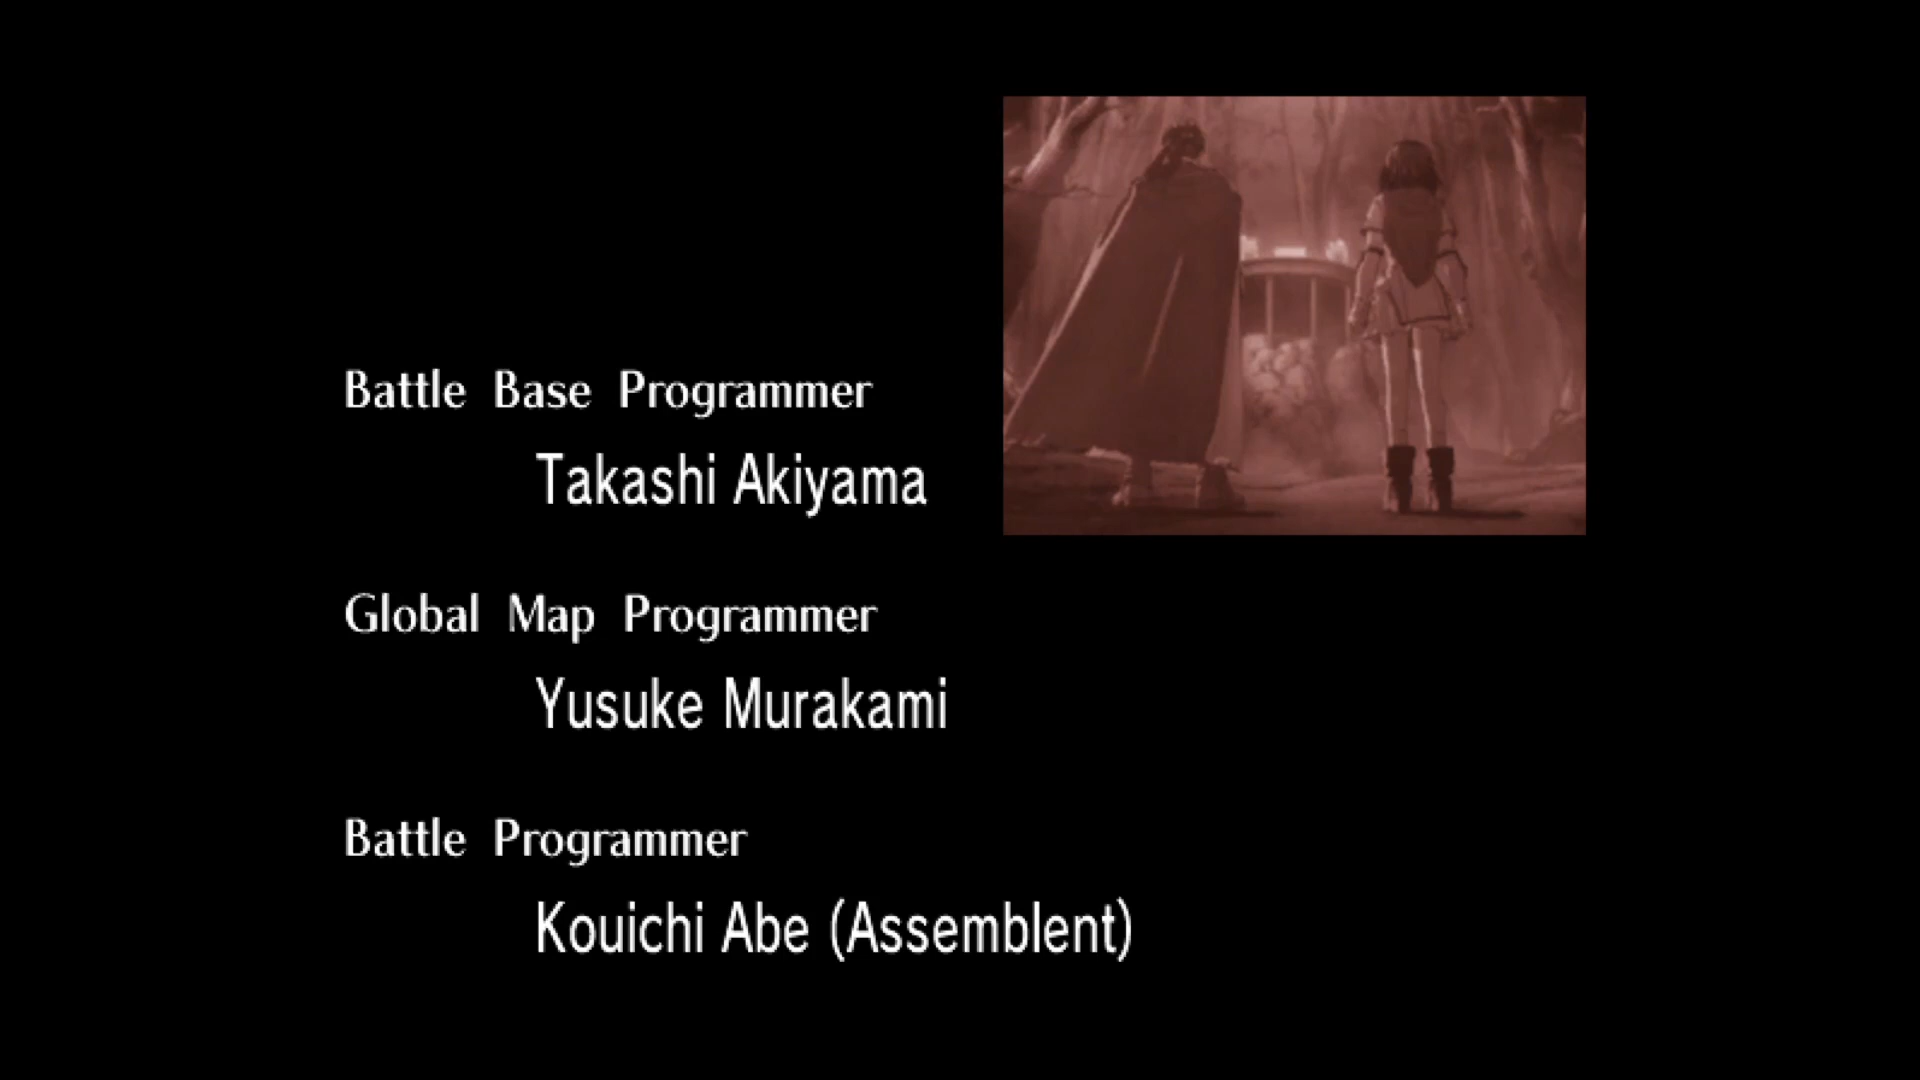 Battle Base Programmer
Takashi Akiyama
Global Map Programmer
Yusuke Murakami
Battle Programmer
Kouichi Abe (Assemblent)